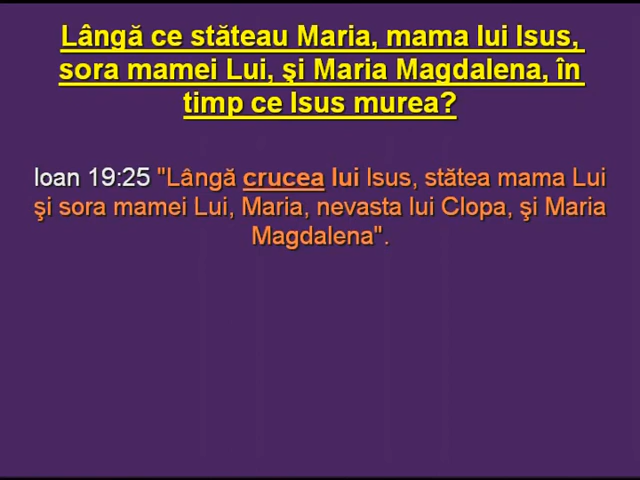 Lângă ce stăteau Maria, mama lui Isus,
sora mamei Lui, şi Maria Magdalena, în
timp ce Isus murea?
Ioan 19:25 "Lângă crucea lui Isus, stătea mama Lui
şi sora mamei Lui, Maria, nevasta lui Clopa, şi Maria
Magdalena".